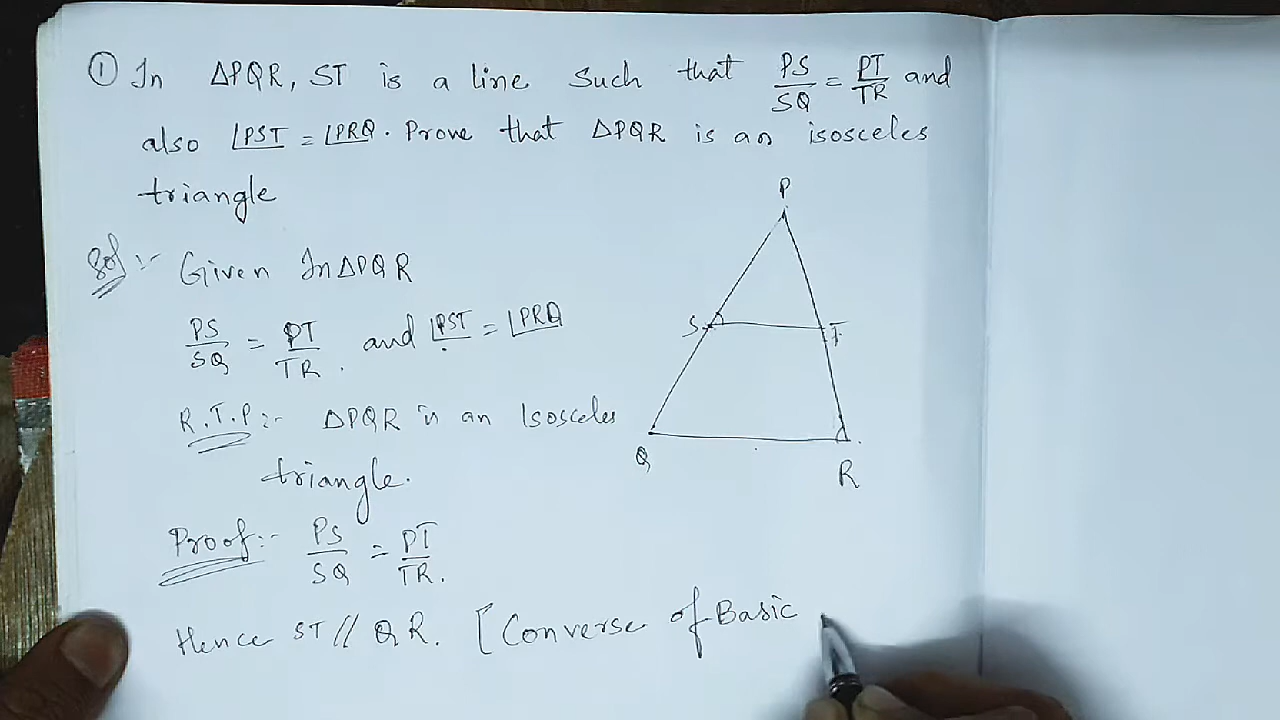 ① In ΔPQR, ST is a line Such that PS/SQ = PT/TR and
also ∠PST = ∠PRQ. Prove that ΔPQR is an isosceles
triangle
Sol :- Given In ΔPQR
PS/SQ = PT/TR. and ∠PST = ∠PRQ
R.T.P :- ΔPQR is an Isosceles
triangle.
Proof :- PS/SQ = PT/TR.
Hence ST // QR. [Converse of Basic
P
S
T
Q
R